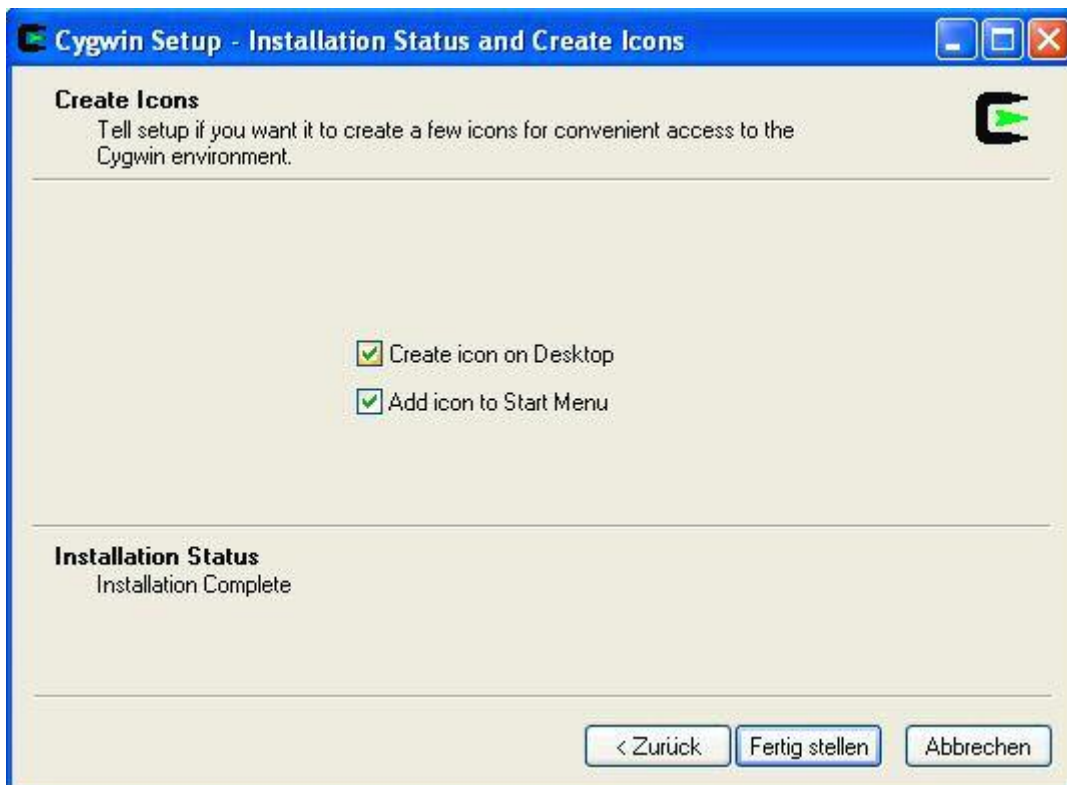 Cygwin Setup - Installation Status and Create Icons
Create Icons
Tell setup if you want it to create a few icons for convenient access to the
Cygwin environment.
Create icon on Desktop
Add icon to Start Menu
Installation Status
Installation Complete
< Zurück Fertig stellen Abbrechen